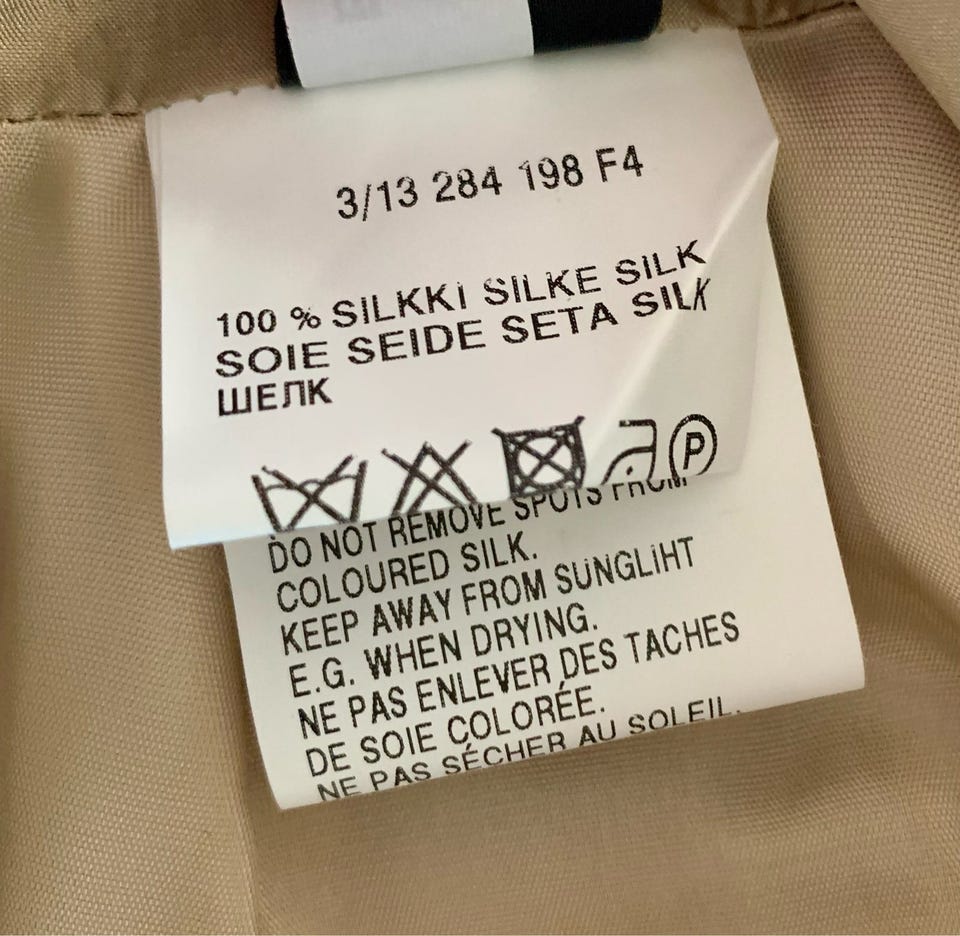 3/13 284 198 F4
100 % SILKKI SILKE SILK
SOIE SEIDE SETA SILK
ШЕЛК
P
DO NOT REMOVE SPOTS FROM
COLOURED SILK.
KEEP AWAY FROM SUNGLIHT
E.G. WHEN DRYING.
NE PAS ENLEVER DES TACHES
DE SOIE COLORÉE.
NE PAS SÉCHER AU SOLEIL.